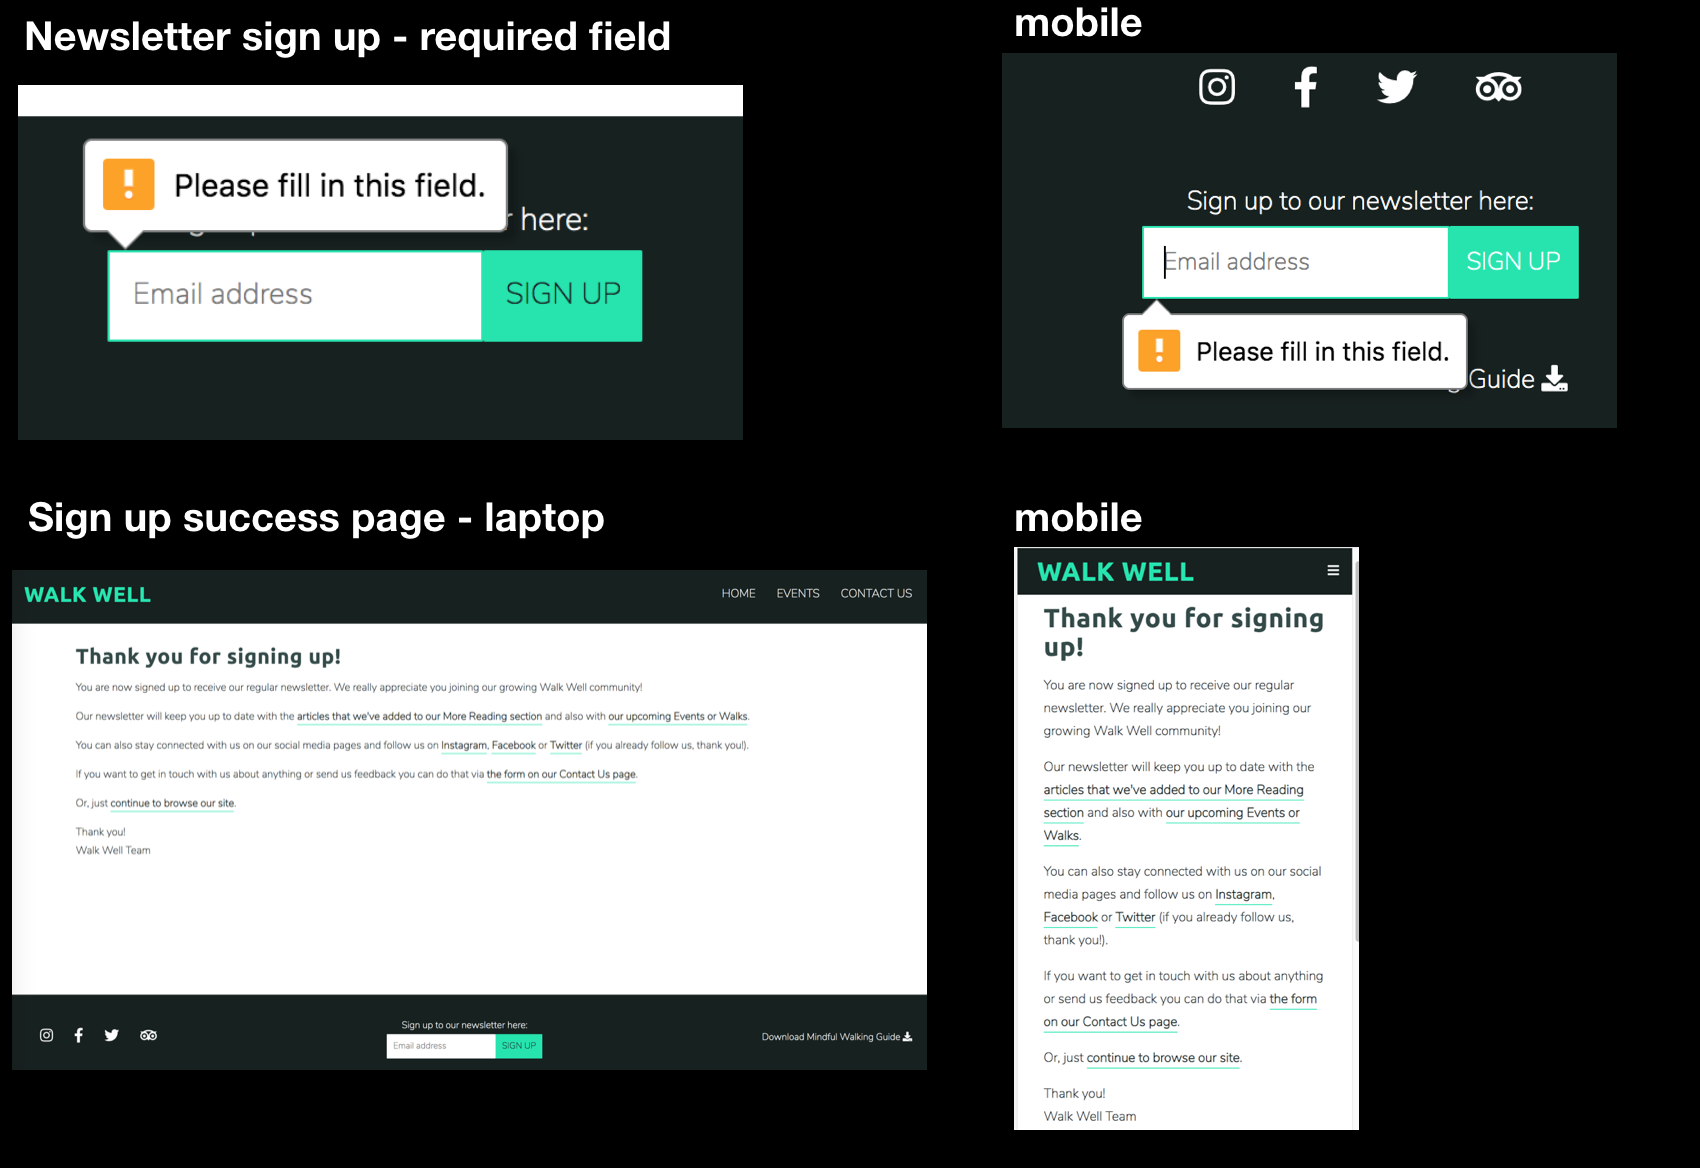 Newsletter sign up - required field
Please fill in this field.
r here:
Email address
SIGN UP
mobile
Sign up to our newsletter here:
Email address
SIGN UP
Please fill in this field.
g Guide
Sign up success page - laptop
WALK WELL
HOME
EVENTS
CONTACT US
Thank you for signing up!
You are now signed up to receive our regular newsletter. We really appreciate you joining our growing Walk Well community!
Our newsletter will keep you up to date with the articles that we've added to our More Reading section and also with our upcoming Events or Walks.
You can also stay connected with us on our social media pages and follow us on Instagram, Facebook or Twitter (if you already follow us, thank you!).
If you want to get in touch with us about anything or send us feedback you can do that via the form on our Contact Us page.
Or, just continue to browse our site.
Thank you!
Walk Well Team
Sign up to our newsletter here:
Email address
SIGN UP
Download Mindful Walking Guide
mobile
WALK WELL
Thank you for signing
up!
You are now signed up to receive our regular
newsletter. We really appreciate you joining our
growing Walk Well community!
Our newsletter will keep you up to date with the
articles that we've added to our More Reading
section and also with our upcoming Events or
Walks.
You can also stay connected with us on our social
media pages and follow us on Instagram,
Facebook or Twitter (if you already follow us,
thank you!).
If you want to get in touch with us about anything
or send us feedback you can do that via the form
on our Contact Us page.
Or, just continue to browse our site.
Thank you!
Walk Well Team